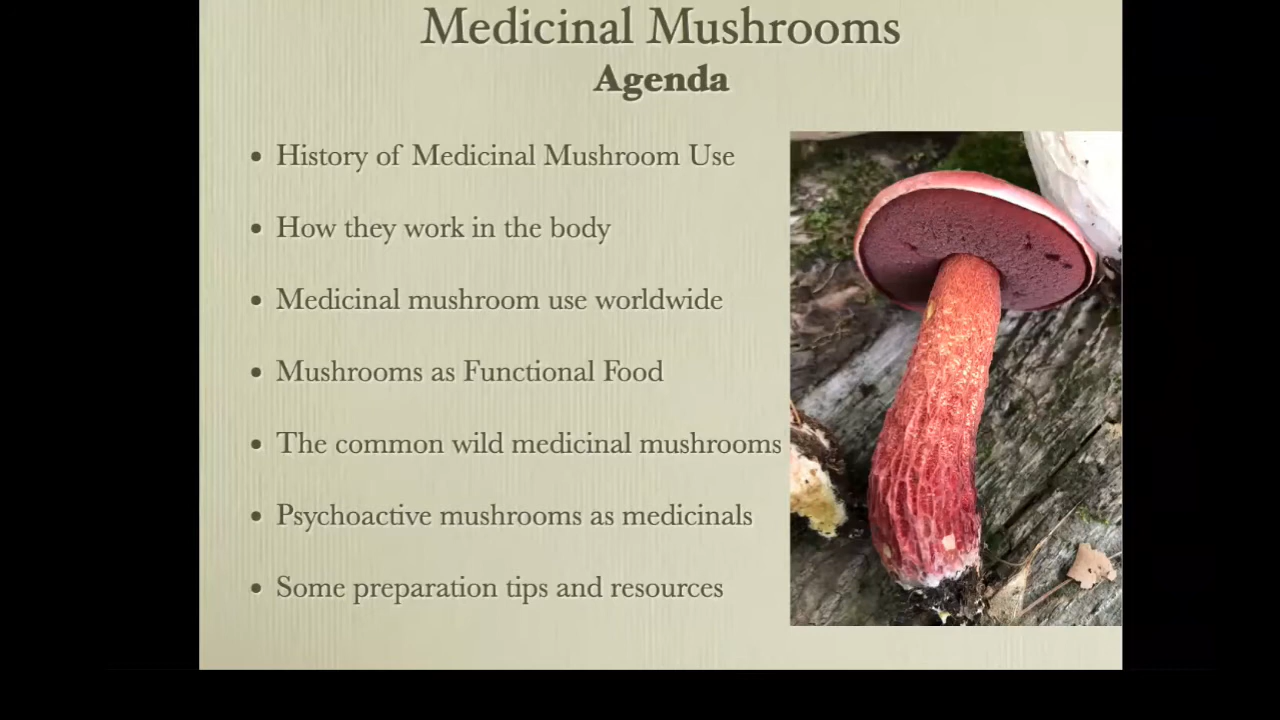 Medicinal Mushrooms
Agenda
• History of Medicinal Mushroom Use
• How they work in the body
• Medicinal mushroom use worldwide
• Mushrooms as Functional Food
• The common wild medicinal mushrooms
• Psychoactive mushrooms as medicinals
• Some preparation tips and resources